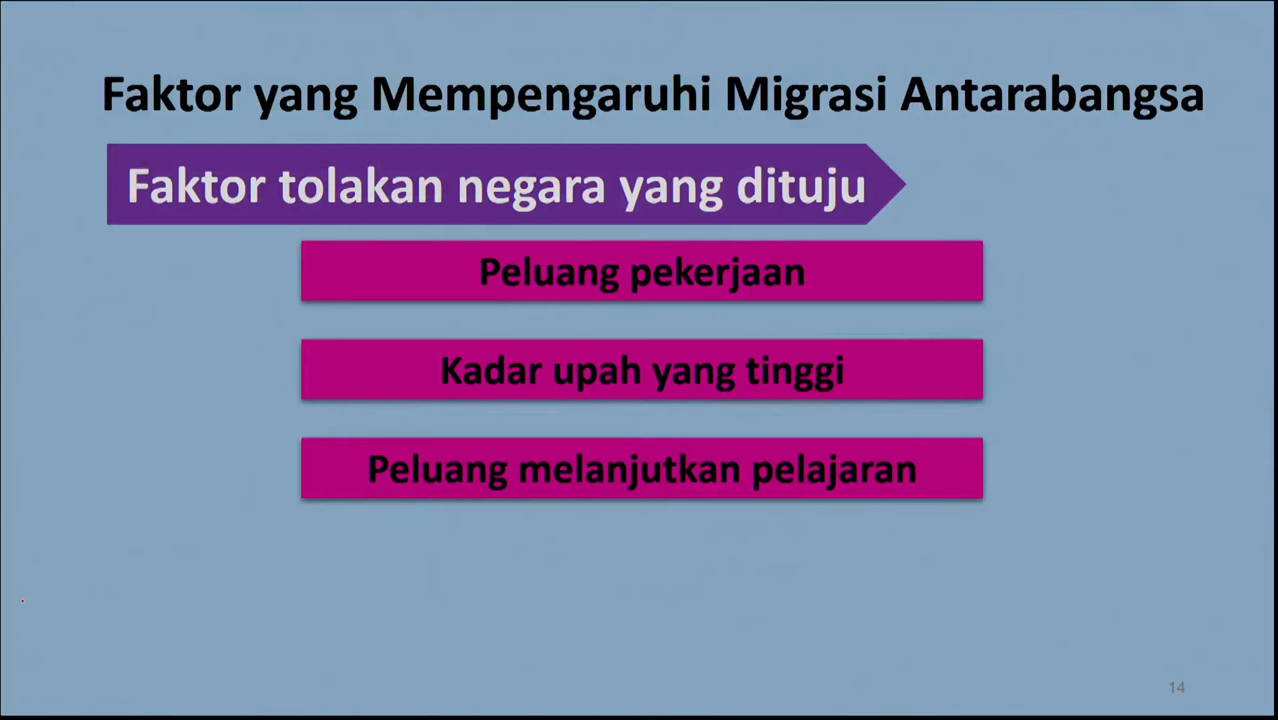 Faktor yang Mempengaruhi Migrasi Antarabangsa
Faktor tolakan negara yang dituju
Peluang pekerjaan
Kadar upah yang tinggi
Peluang melanjutkan pelajaran
14